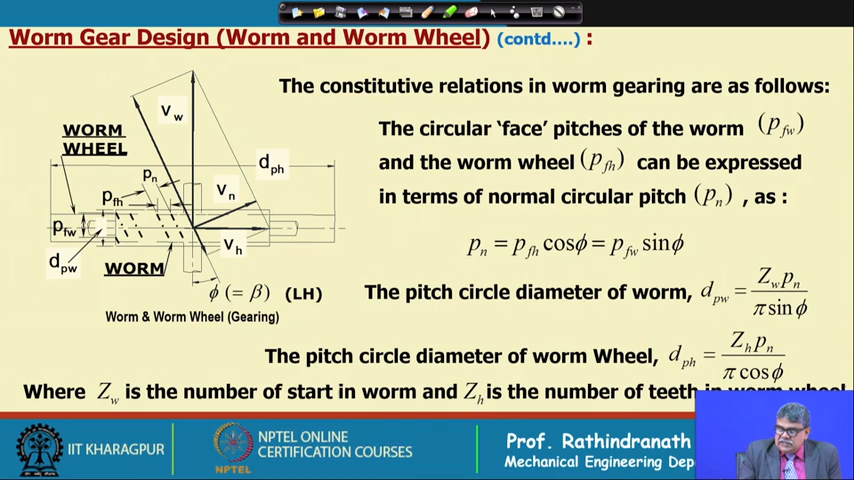 Worm Gear Design (Worm and Worm Wheel) (contd....) :
The constitutive relations in worm gearing are as follows:
The circular ‘face’ pitches of the worm (p_fw)
and the worm wheel (p_fh) can be expressed
in terms of normal circular pitch (p_n) , as :
p_n = p_fh cosϕ = p_fw sinϕ
The pitch circle diameter of worm, d_pw = Z_w p_n / π sin ϕ
The pitch circle diameter of worm Wheel, d_ph = Z_h p_n / π cos ϕ
Where Z_w is the number of start in worm and Z_h is the number of teeth in worm wheel
V_w
WORM
WHEEL
d_ph
p_n
p_fh
V_n
p_fw
V_h
d_pw
WORM
ϕ (= β) (LH)
Worm & Worm Wheel (Gearing)
IIT KHARAGPUR
NPTEL
NPTEL ONLINE
CERTIFICATION COURSES
Prof. Rathindranath
Mechanical Engineering Dep